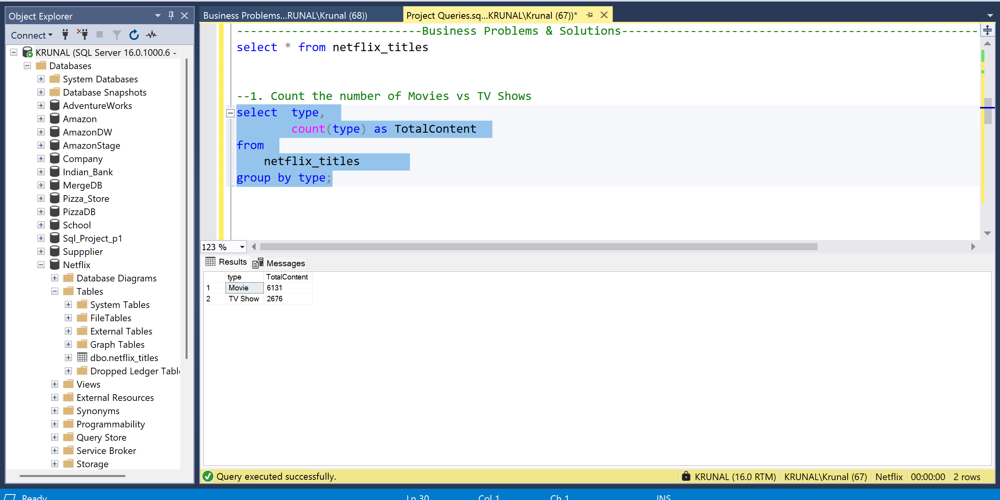 Object Explorer
Connect
KRUNAL (SQL Server 16.0.1000.6 -
Databases
System Databases
Database Snapshots
AdventureWorks
Amazon
AmazonDW
AmazonStage
Company
Indian_Bank
MergeDB
Pizza_Store
PizzaDB
School
Sql_Project_p1
Suppplier
Netflix
Database Diagrams
Tables
System Tables
FileTables
External Tables
Graph Tables
dbo.netflix_titles
Dropped Ledger Table
Views
External Resources
Synonyms
Programmability
Query Store
Service Broker
Storage
Business Problems...RUNAL\Krunal (68))
Project Queries.sq...KRUNAL\Krunal (67))*
---------------------------Business Problems & Solutions----------------------------------------------------
select * from netflix_titles
--1. Count the number of Movies vs TV Shows
select  type,
        count(type) as TotalContent
from
    netflix_titles
group by type;
123 %
Results Messages
type TotalContent
1 Movie 6131
2 TV Show 2676
Query executed successfully.
KRUNAL (16.0 RTM) KRUNAL\Krunal (67) Netflix 00:00:00 2 rows
Ready Ln 30 Col 1 Ch 1 INS